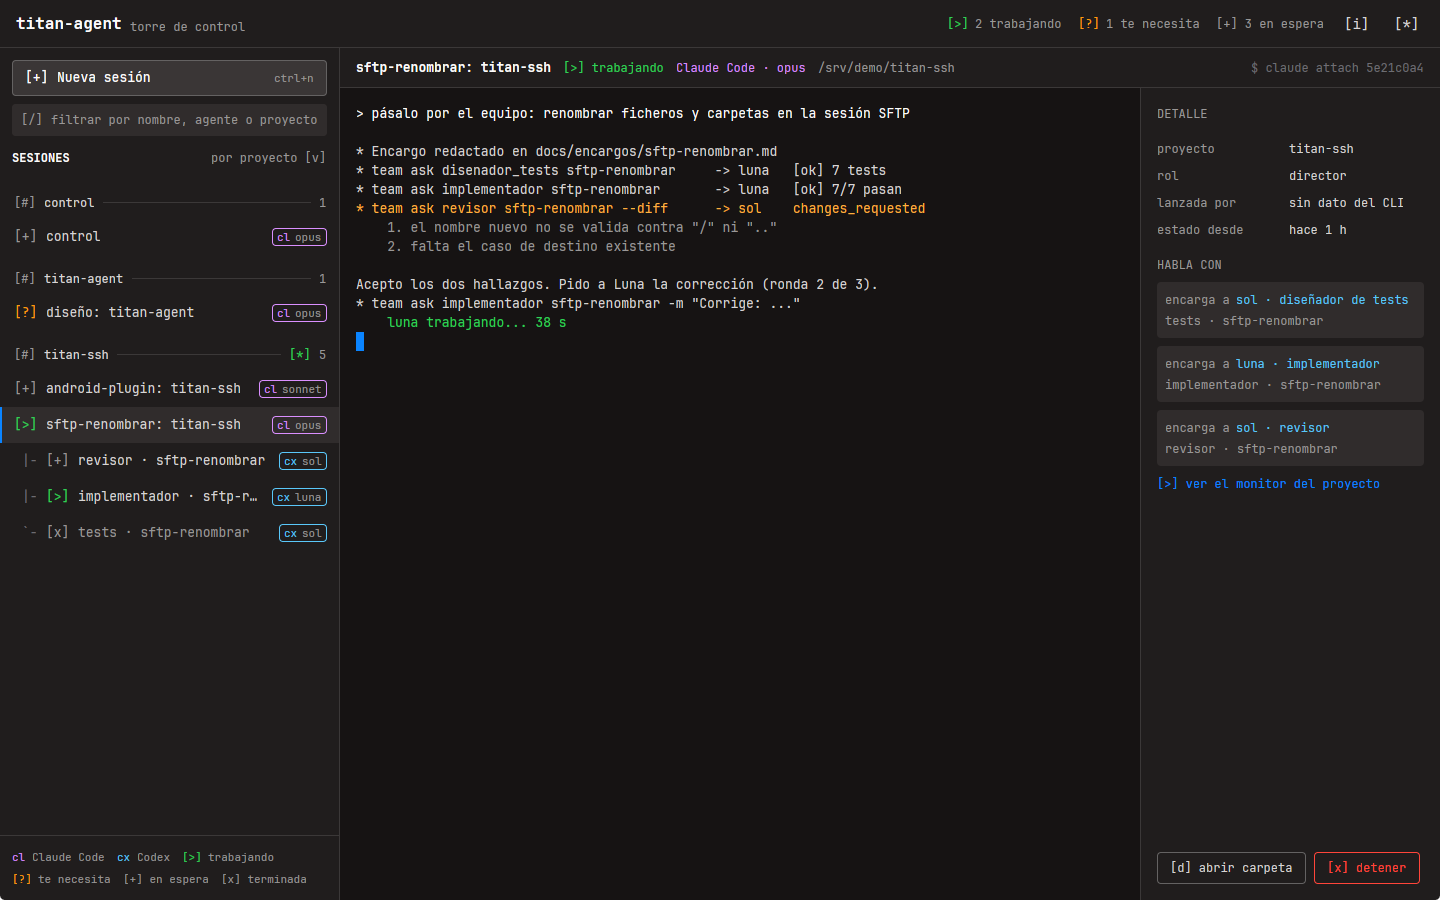 titan-agent torre de control
[>] 2 trabajando [?] 1 te necesita [+] 3 en espera [i] [*]
[+] Nueva sesión ctrl+n
[/] filtrar por nombre, agente o proyecto
SESIONES por proyecto [v]
[#] control 1
[+] control cl opus
[#] titan-agent 1
[?] diseño: titan-agent cl opus
[#] titan-ssh [*] 5
[+] android-plugin: titan-ssh cl sonnet
[>] sftp-renombrar: titan-ssh cl opus
|- [+] revisor · sftp-renombrar cx sol
|- [>] implementador · sftp-r… cx luna
`- [x] tests · sftp-renombrar cx sol
cl Claude Code cx Codex [>] trabajando
[?] te necesita [+] en espera [x] terminada
sftp-renombrar: titan-ssh [>] trabajando Claude Code · opus /srv/demo/titan-ssh $ claude attach 5e21c0a4
> pásalo por el equipo: renombrar ficheros y carpetas en la sesión SFTP
* Encargo redactado en docs/encargos/sftp-renombrar.md
* team ask disenador_tests sftp-renombrar -> luna [ok] 7 tests
* team ask implementador sftp-renombrar -> luna [ok] 7/7 pasan
* team ask revisor sftp-renombrar --diff -> sol changes_requested
1. el nombre nuevo no se valida contra "/" ni ".."
2. falta el caso de destino existente
Acepto los dos hallazgos. Pido a Luna la corrección (ronda 2 de 3).
* team ask implementador sftp-renombrar -m "Corrige: ..."
luna trabajando... 38 s
DETALLE
proyecto titan-ssh
rol director
lanzada por sin dato del CLI
estado desde hace 1 h
HABLA CON
encarga a sol · diseñador de tests
tests · sftp-renombrar
encarga a luna · implementador
implementador · sftp-renombrar
encarga a sol · revisor
revisor · sftp-renombrar
[>] ver el monitor del proyecto
[d] abrir carpeta [x] detener